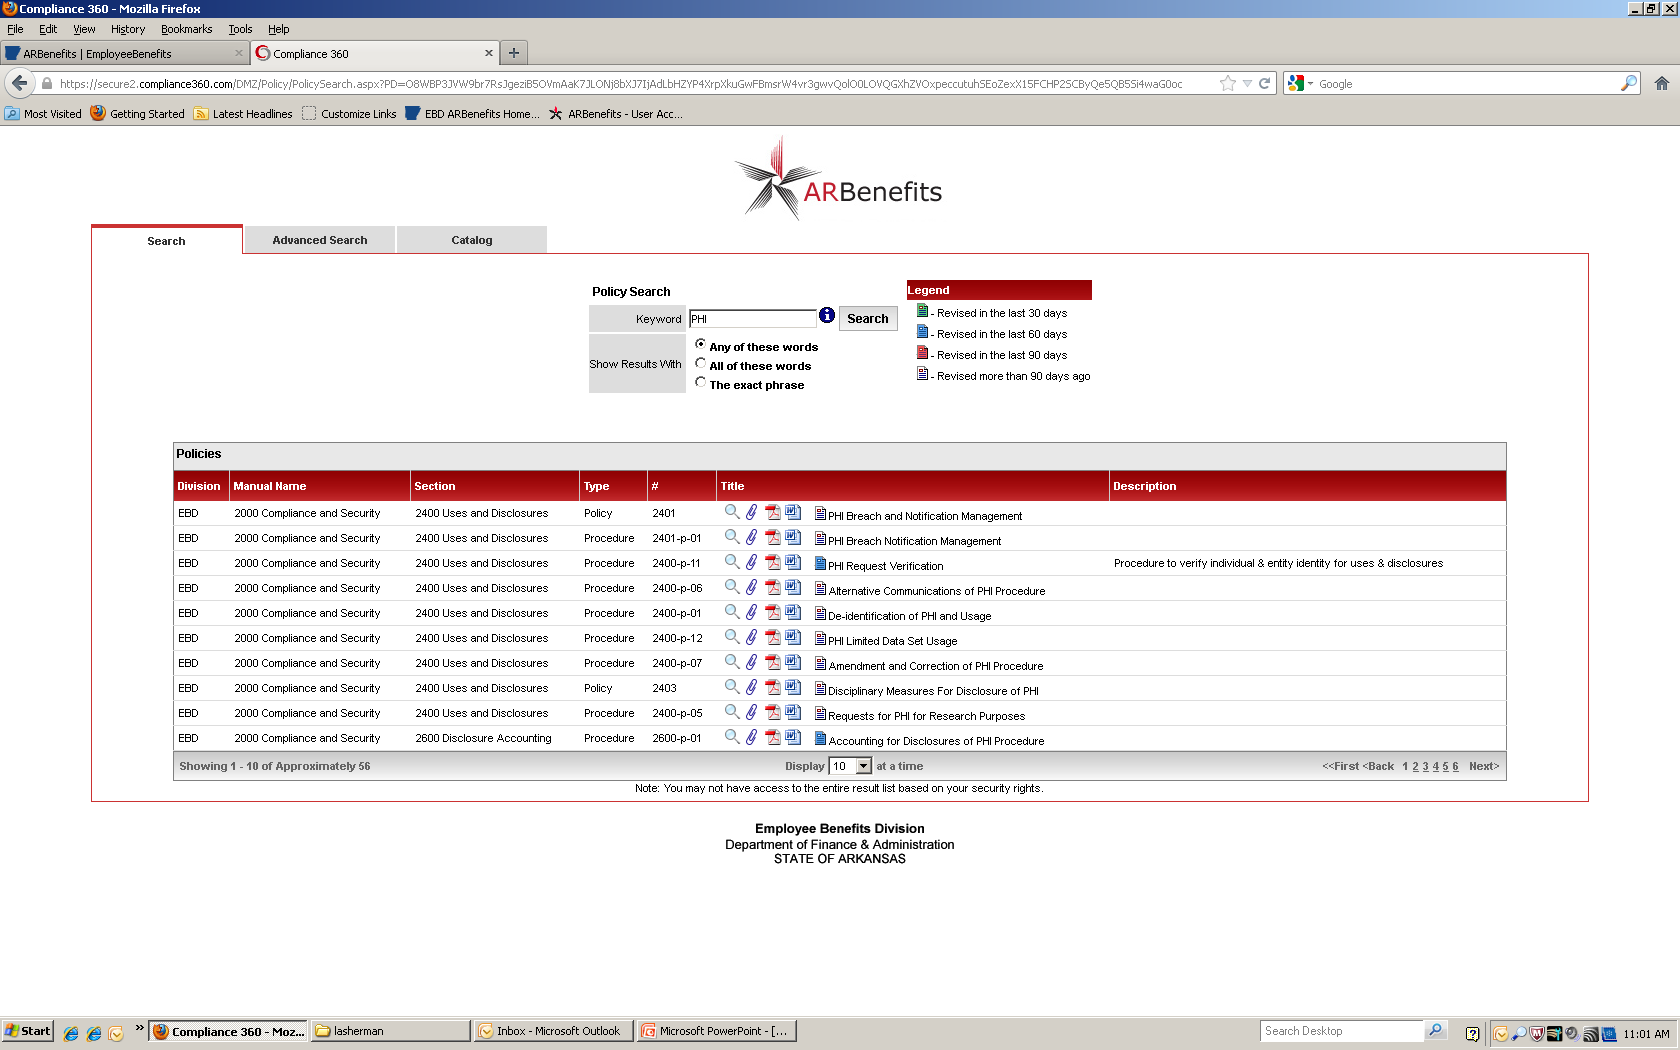 Compliance 360 - Mozilla Firefox
File Edit View History Bookmarks Tools Help
ARBenefits | EmployeeBenefits
Compliance 360
Google
Most Visited Getting Started Latest Headlines Customize Links EBD ARBenefits Home... ARBenefits - User Acc...
ARBenefits
Search Advanced Search Catalog
Policy Search
Keyword PHI Search
Show Results With
Any of these words
All of these words
The exact phrase
Legend
- Revised in the last 30 days
- Revised in the last 60 days
- Revised in the last 90 days
- Revised more than 90 days ago
Policies
Division Manual Name Section Type # Title Description
EBD 2000 Compliance and Security 2400 Uses and Disclosures Policy 2401 PHI Breach and Notification Management
EBD 2000 Compliance and Security 2400 Uses and Disclosures Procedure 2401-p-01 PHI Breach Notification Management
EBD 2000 Compliance and Security 2400 Uses and Disclosures Procedure 2400-p-11 PHI Request Verification Procedure to verify individual & entity identity for uses & disclosures
EBD 2000 Compliance and Security 2400 Uses and Disclosures Procedure 2400-p-06 Alternative Communications of PHI Procedure
EBD 2000 Compliance and Security 2400 Uses and Disclosures Procedure 2400-p-01 De-identification of PHI and Usage
EBD 2000 Compliance and Security 2400 Uses and Disclosures Procedure 2400-p-12 PHI Limited Data Set Usage
EBD 2000 Compliance and Security 2400 Uses and Disclosures Procedure 2400-p-07 Amendment and Correction of PHI Procedure
EBD 2000 Compliance and Security 2400 Uses and Disclosures Policy 2403 Disciplinary Measures For Disclosure of PHI
EBD 2000 Compliance and Security 2400 Uses and Disclosures Procedure 2400-p-05 Requests for PHI for Research Purposes
EBD 2000 Compliance and Security 2600 Disclosure Accounting Procedure 2600-p-01 Accounting for Disclosures of PHI Procedure
Showing 1 - 10 of Approximately 56 Display 10 at a time <<First <Back 1 2 3 4 5 6 Next>
Note: You may not have access to the entire result list based on your security rights.
Employee Benefits Division
Department of Finance & Administration
STATE OF ARKANSAS
Start » Compliance 360 - Moz... lasherman Inbox - Microsoft Outlook Microsoft PowerPoint - [... Search Desktop 11:01 AM